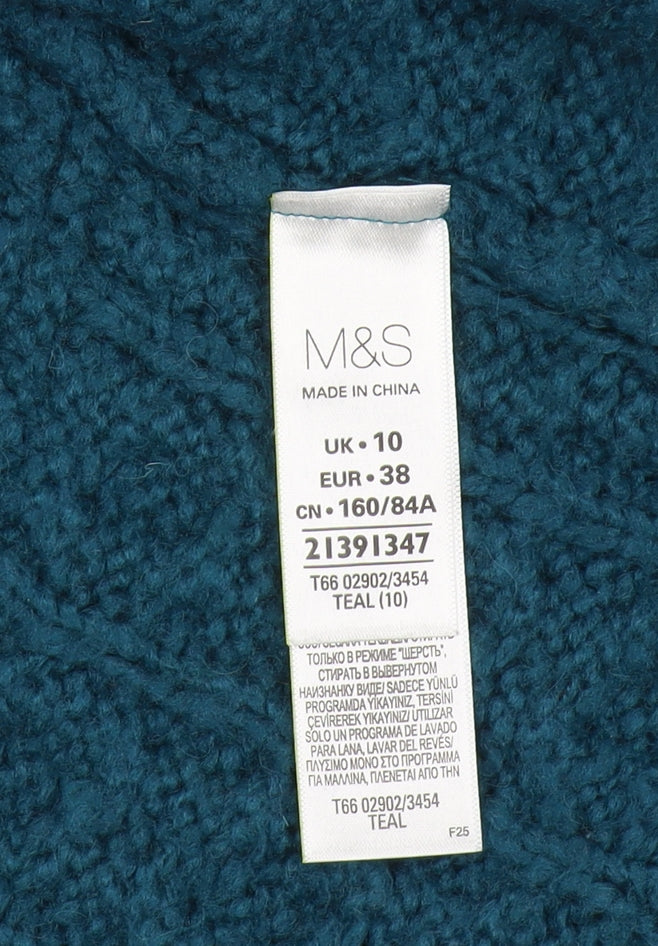 M&S
MADE IN CHINA
UK • 10
EUR • 38
CN • 160/84A
21391347
T66 02902/3454
TEAL (10)
ТОЛЬКО В РЕЖИМЕ "ШЕРСТЬ",
СТИРАТЬ В ВЫВЕРНУТОМ
НАИЗНАНКУ ВИДЕ/ SADECE YÜNLÜ
PROGRAMDA YIKAYINIZ, TERSİNİ
ÇEVİREREK YIKAYINIZ/ UTILIZAR
SÓLO UN PROGRAMA DE LAVADO
PARA LANA, LAVAR DEL REVÉS/
ΠΛΥΣΙΜΟ ΜΟΝΟ ΣΤΟ ΠΡΟΓΡΑΜΜΑ
ΓΙΑ ΜΑΛΛΙΝΑ, ΠΛΕΝΕΤΑΙ ΑΠΟ ΤΗΝ
T66 02902/3454
TEAL
F25